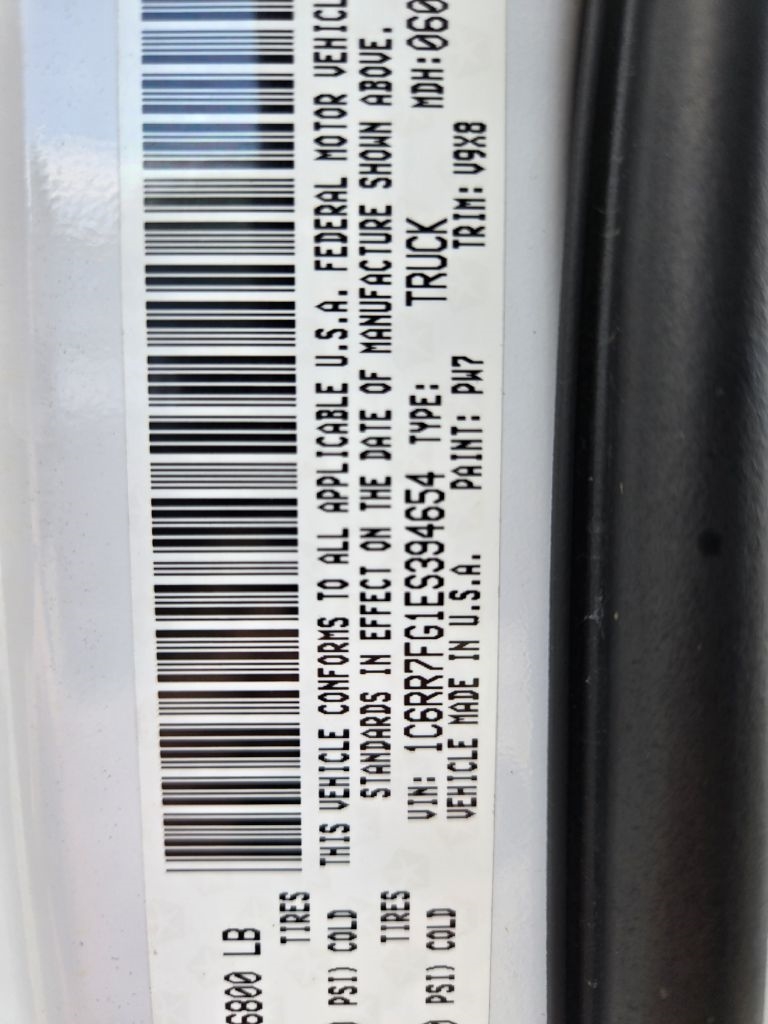 6800 LB
TIRES
PSI) COLD
TIRES
PSI) COLD
THIS VEHICLE CONFORMS TO ALL APPLICABLE U.S.A. FEDERAL MOTOR VEHICL
STANDARDS IN EFFECT ON THE DATE OF MANUFACTURE SHOWN ABOVE.
VIN: 1C6RR7FG1ES394654 TYPE: TRUCK MDH:060
VEHICLE MADE IN U.S.A. PAINT: PW7 TRIM: V9X8